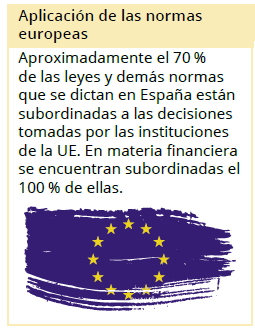 Aplicación de las normas
europeas
Aproximadamente el 70 %
de las leyes y demás normas
que se dictan en España están
subordinadas a las decisiones
tomadas por las instituciones
de la UE. En materia financiera
se encuentran subordinadas el
100 % de ellas.